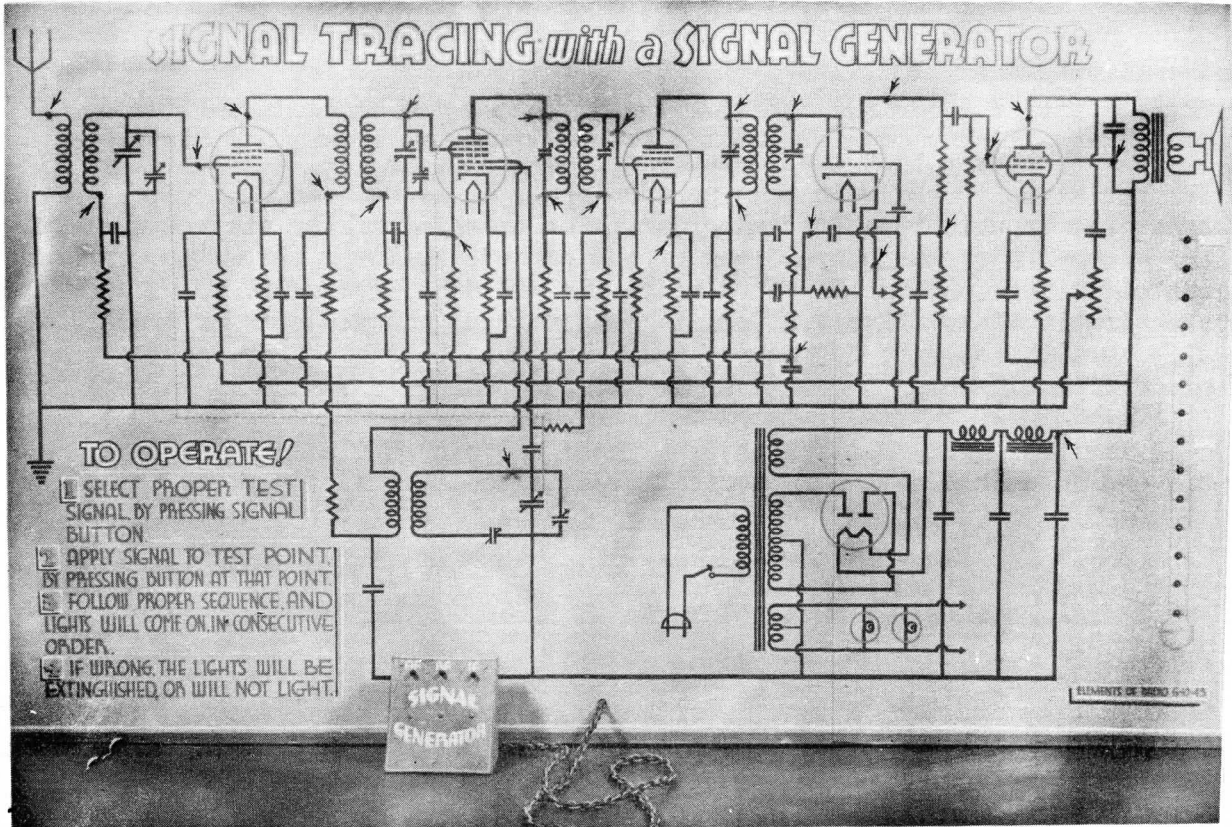 SIGNAL TRACING with a SIGNAL GENERATOR
TO OPERATE!
1 SELECT PROPER TEST
SIGNAL BY PRESSING SIGNAL
BUTTON
2 APPLY SIGNAL TO TEST POINT,
BY PRESSING BUTTON AT THAT POINT
3 FOLLOW PROPER SEQUENCE, AND
LIGHTS WILL COME ON, IN CONSECUTIVE
ORDER.
4 IF WRONG, THE LIGHTS WILL BE
EXTINGUISHED, OR WILL NOT LIGHT.
SIGNAL
GENERATOR
ELEMENTS OF RADIO